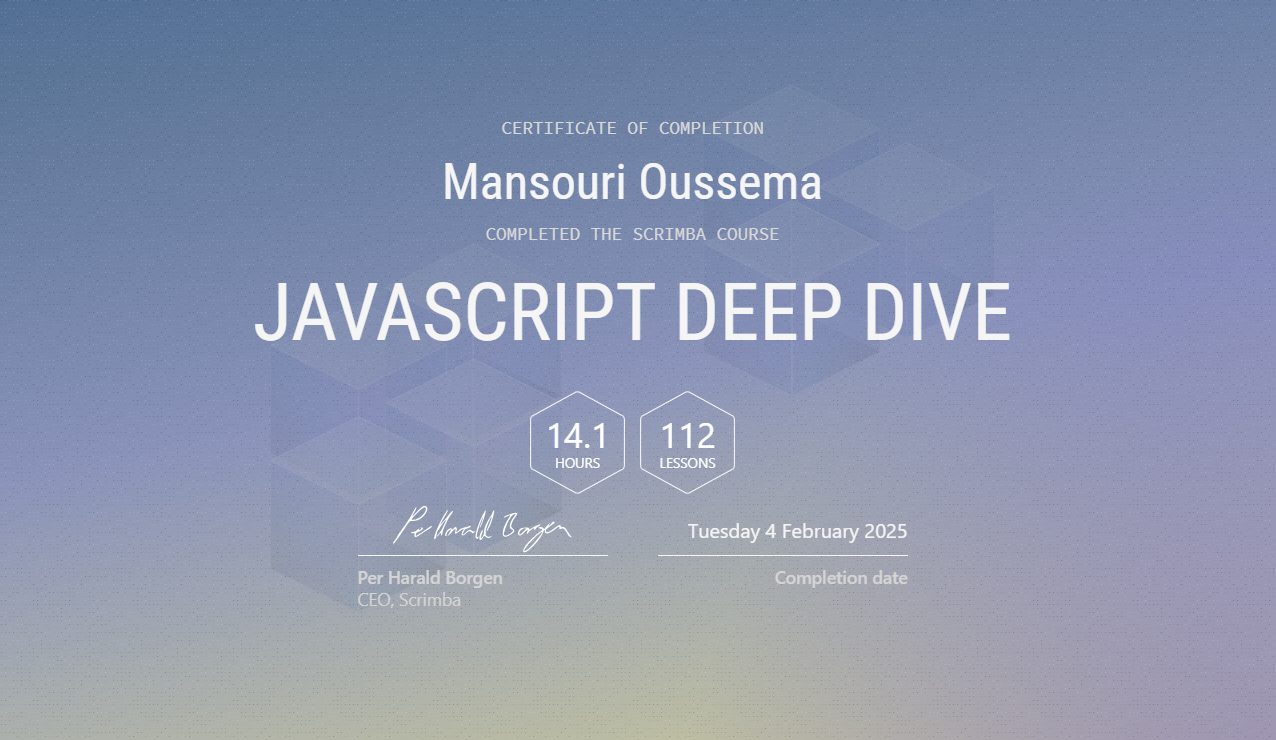 CERTIFICATE OF COMPLETION
Mansouri Oussema
COMPLETED THE SCRIMBA COURSE
JAVASCRIPT DEEP DIVE
14.1 112
HOURS LESSONS
Per Harald Borgen
Tuesday 4 February 2025
Per Harald Borgen
Completion date
CEO, Scrimba